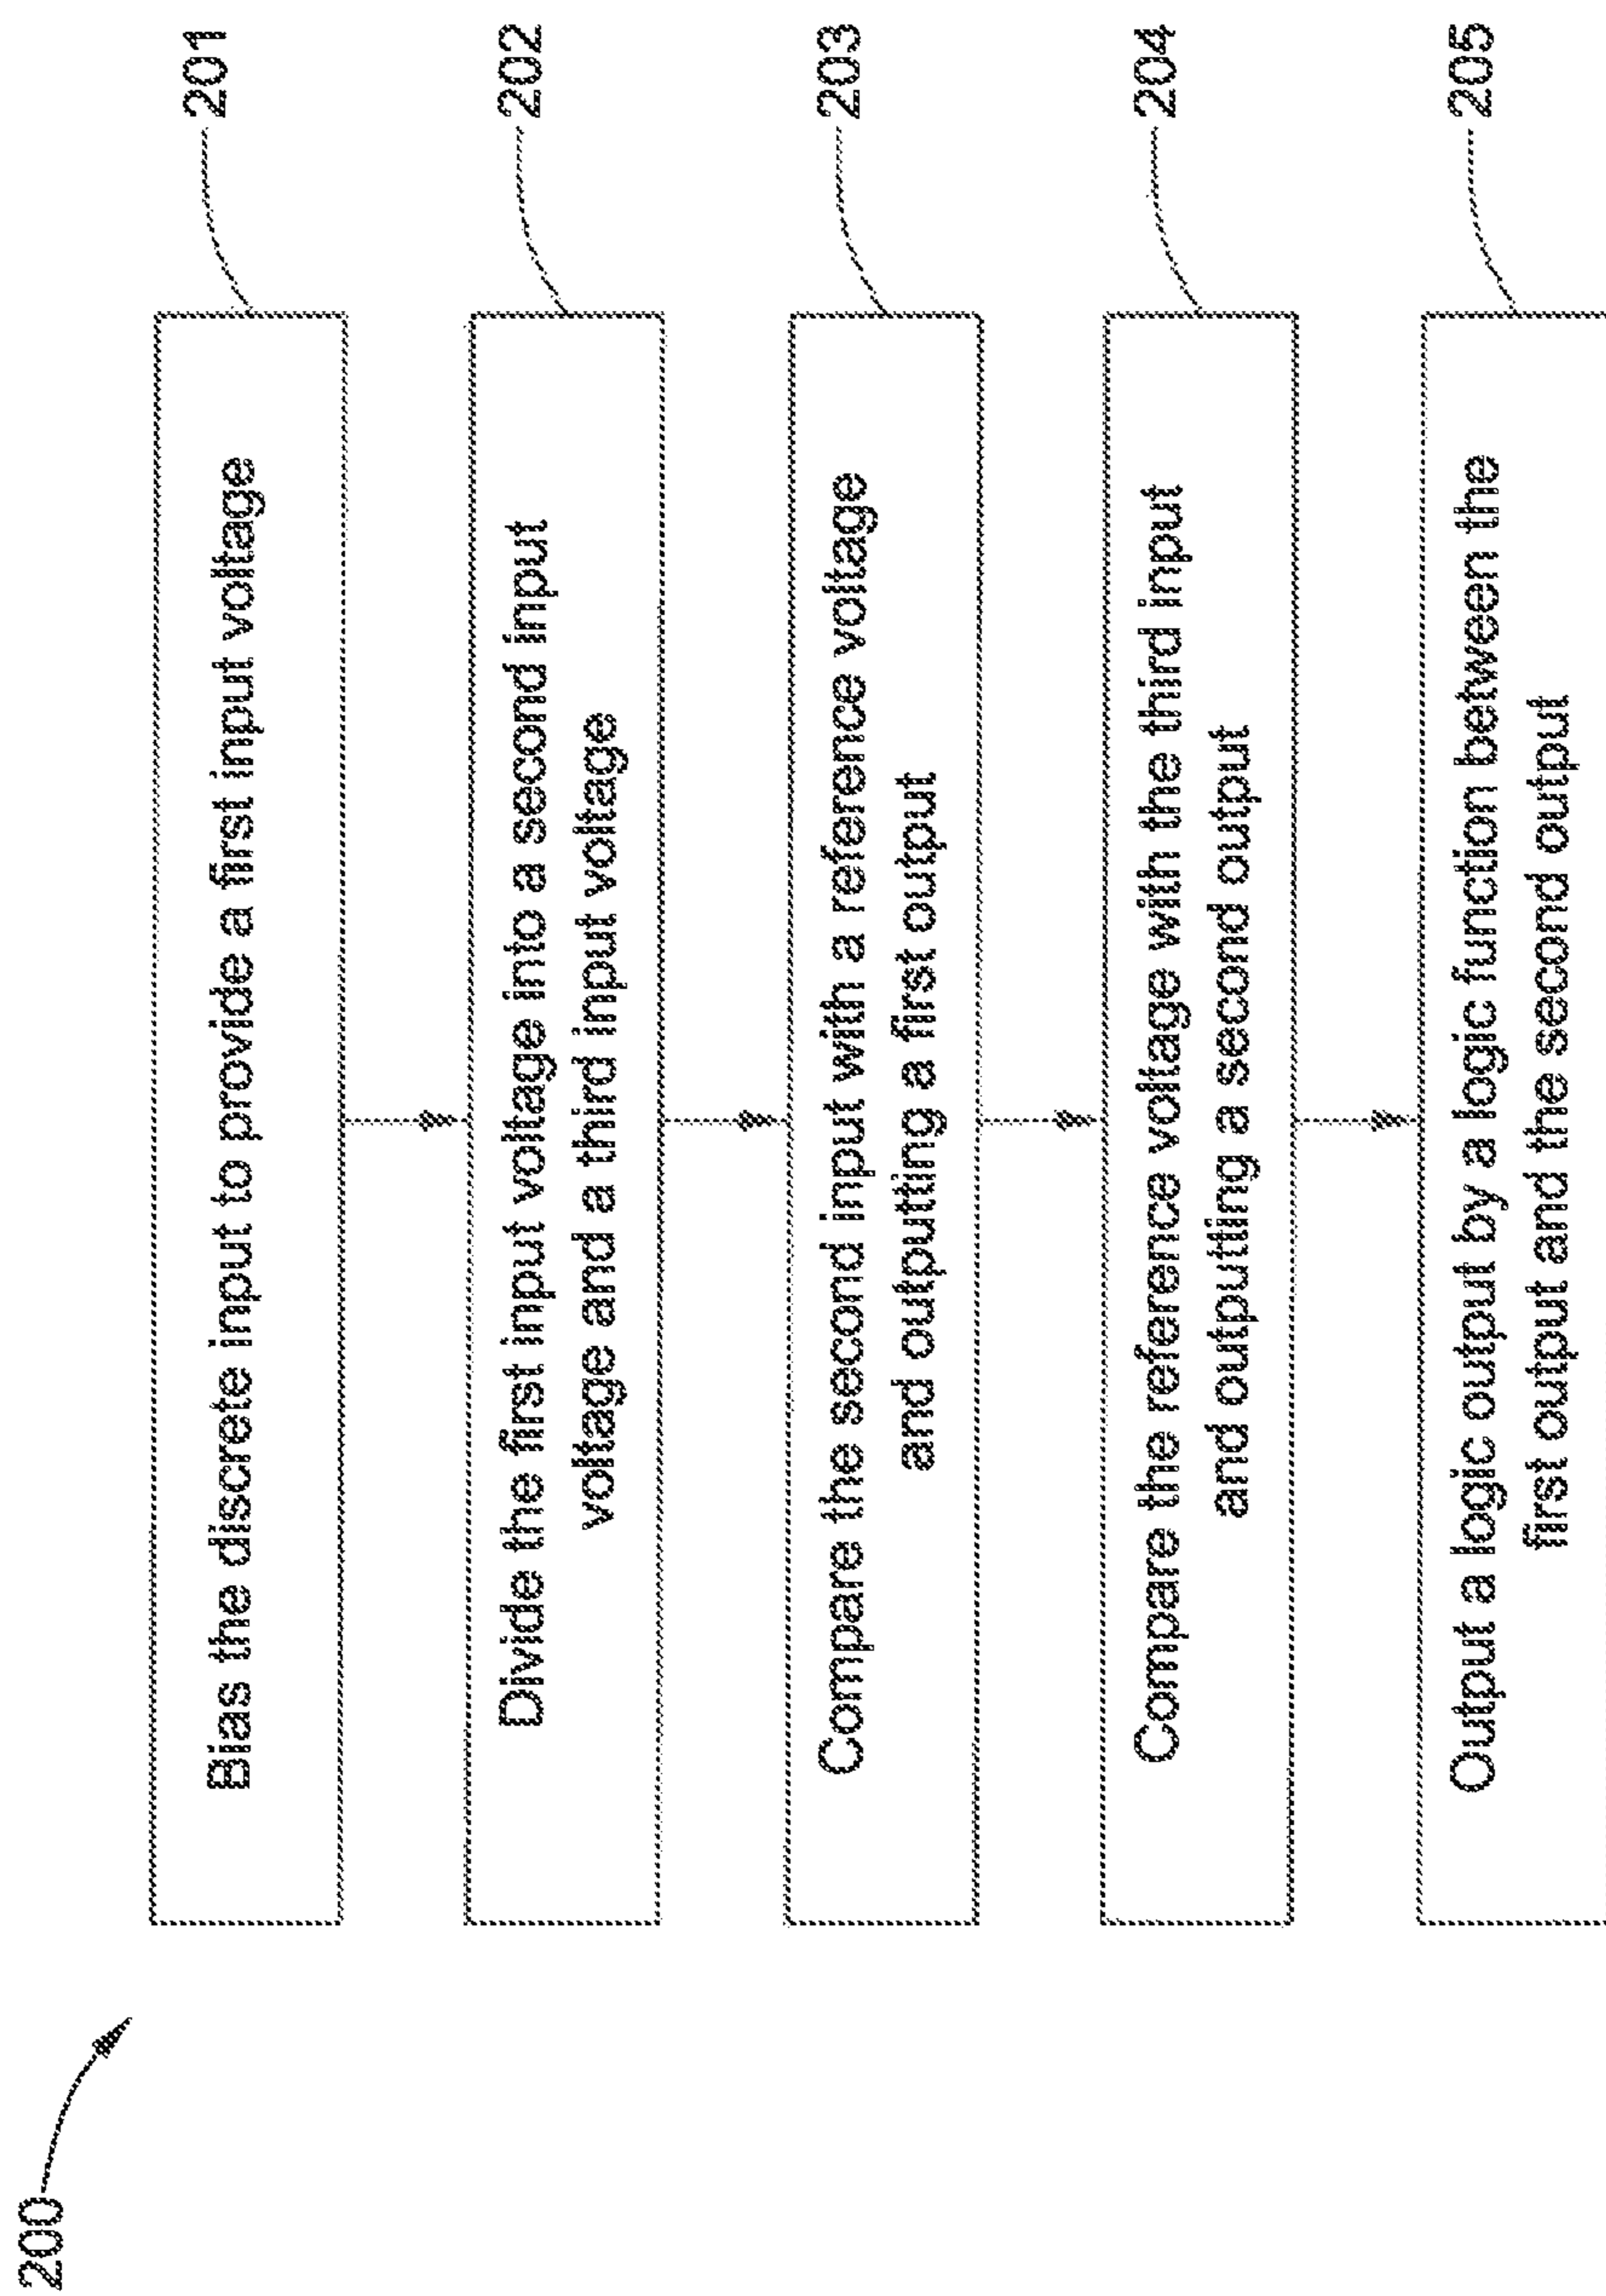 200
Bias the discrete input to provide a first input voltage
201
Divide the first input voltage into a second input
voltage and a third input voltage
202
Compare the second input with a reference voltage
and outputting a first output
203
Compare the reference voltage with the third input
and outputting a second output
204
Output a logic output by a logic function between the
first output and the second output
205